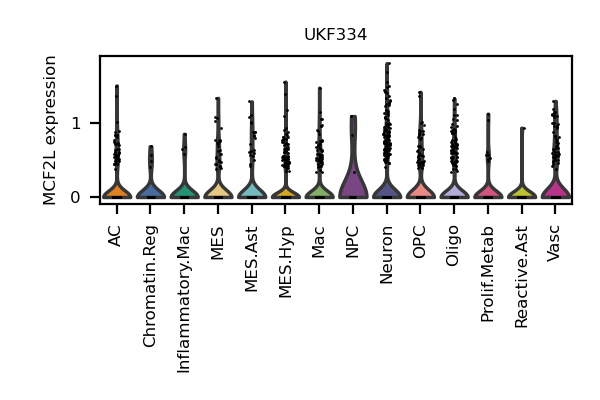 UKF334
MCF2L expression
1
0
AC
Chromatin.Reg
Inflammatory.Mac
MES
MES.Ast
MES.Hyp
Mac
NPC
Neuron
OPC
Oligo
Prolif.Metab
Reactive.Ast
Vasc